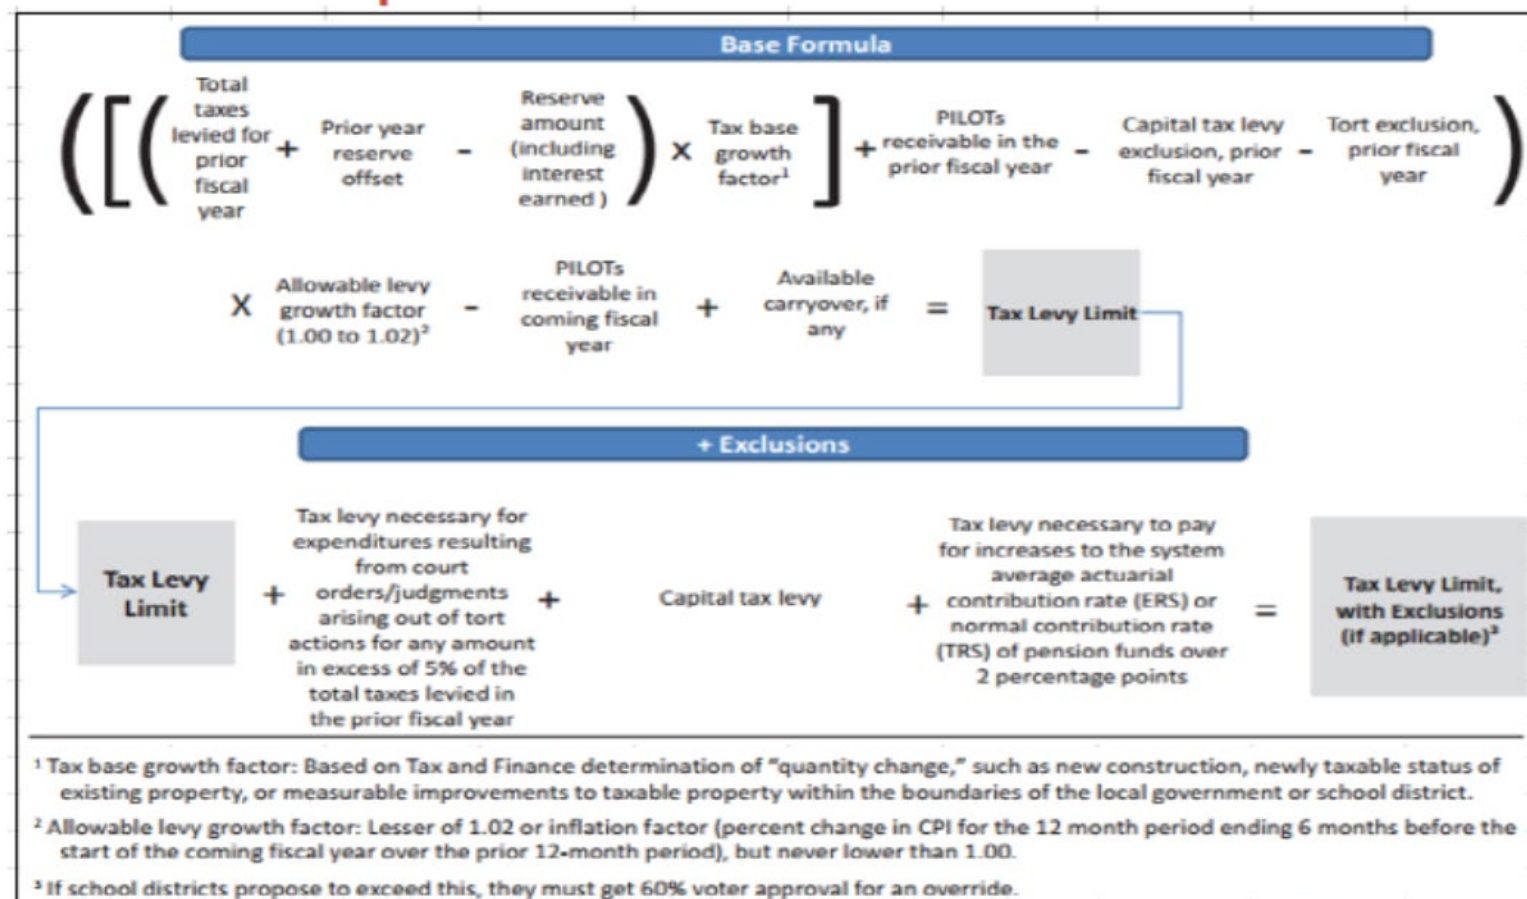 Base Formula
( [ (
Total
taxes
levied for
prior
fiscal
year
+
Prior year
reserve
offset
-
Reserve
amount
(including
interest
earned )
)
x
Tax base
growth
factor¹
]
+
PILOTs
receivable in the
prior fiscal year
-
Capital tax levy
exclusion, prior
fiscal year
-
Tort exclusion,
prior fiscal
year
)
X
Allowable levy
growth factor
(1.00 to 1.02)²
-
PILOTs
receivable in
coming fiscal
year
+
Available
carryover, if
any
=
Tax Levy Limit
+ Exclusions
Tax Levy
Limit
+
Tax levy necessary for
expenditures resulting
from court
orders/judgments
arising out of tort
actions for any amount
in excess of 5% of the
total taxes levied in
the prior fiscal year
+
Capital tax levy
+
Tax levy necessary to pay
for increases to the system
average actuarial
contribution rate (ERS) or
normal contribution rate
(TRS) of pension funds over
2 percentage points
=
Tax Levy Limit,
with Exclusions
(if applicable)³
¹ Tax base growth factor: Based on Tax and Finance determination of "quantity change," such as new construction, newly taxable status of
existing property, or measurable improvements to taxable property within the boundaries of the local government or school district.
² Allowable levy growth factor: Lesser of 1.02 or inflation factor (percent change in CPI for the 12 month period ending 6 months before the
start of the coming fiscal year over the prior 12-month period), but never lower than 1.00.
³ If school districts propose to exceed this, they must get 60% voter approval for an override.